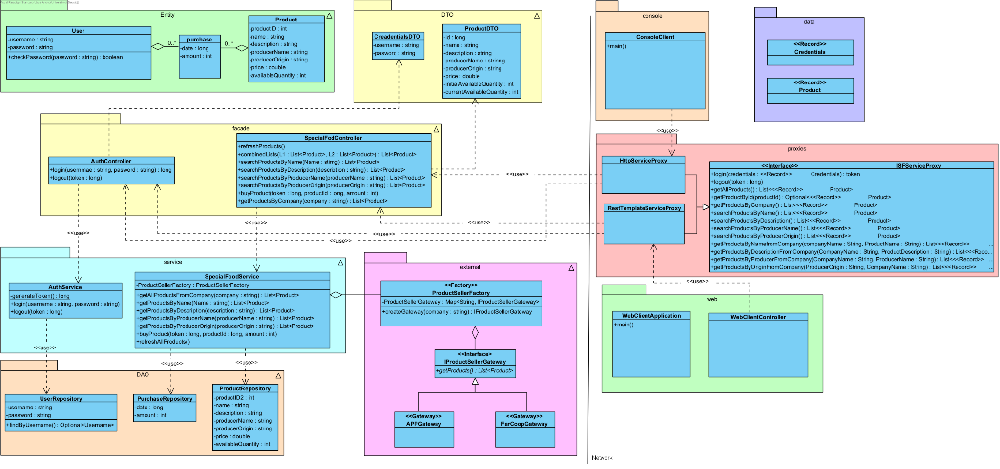 Visual Paradigm Standard(Usue Arroyo(University of Deusto))
Entity
User
-username : string
-password : string
+checkPassword(password : string) : boolean
0..*
purchase
-date : long
-amount : int
0..*
Product
-productID : int
-name : string
-description : string
-producerName : string
-producerOrigin : string
-price : double
-availableQuantity : int
DTO
CreadentialsDTO
-username : string
-pasword : string
ProductDTO
-id : long
-name : string
-description : string
-producerName : strinng
-producerOrigin : string
-price : double
-initialAvailableQuantity : int
-currentAvailableQuantity : int
console
ConsoleClient
+main()
data
<<Record>>
Credentials
<<Record>>
Product
facade
AuthController
+login(usernmae : string, pasword : string) : long
+logout(token : long)
SpecialFodController
+refreshProducts()
+combinedLists(L1 : List<Product>, L2 : List<Product>) : List<Product>
+searchProductsByName(Name : stirng) : List<Product>
+searchProductsByDescription(description : string) : List<Product>
+searchProductsByProducerName(producerName : string) : List<Product>
+searchProductsByProducerOrigin(producerOrigin : string) : List<Product>
+buyProduct(token : long, productId : long, amount : int)
+getProductsByCompany(company : string) : List<Product>
<<use>>
<<use>>
<<use>>
<<use>>
<<use>>
<<use>>
<<use>>
proxies
HttpServiceProxy
RestTemplateServiceProxy
<<Interface>> ISFServiceProxy
+login(credentials : <<Record>> Credentials) : token
+logout(token : long)
+getAllProducts() : List<<<Record>> Product>
+getProductById(productId) : Optional<<<Record>> Product>
+getProductsByCompany() : List<<<Record>> Product>
+searchProductsByName() : List<<<Record>> Product>
+searchProductsByDescription() : List<<<Record>> Product>
+searchProductsByProducerName() : List<<<Record>> Product>
+searchProductsByProducerOrigin() : List<<<Record>> Product>
+getProductsByNamefromCompany(companyName : String, ProductName : String) : List<<<Record>> ...
+getProductsByDescriptionFromCompany(CompanyName : String, ProductDescription : String) : List<<<Reco...
+getProductsByProducerFromCompany(CompanyName : String, ProducerName : String) : List<<<Record>> ...
+getProductsByOriginFromCompany(ProducerOrigin : String, CompanyName : String) : List<<<Record>> ...
<<use>>
service
AuthService
-generateToken() : long
+login(username : string, password : string)
+logout(token : long)
SpecialFoodService
-ProductSellerFactory : ProductSellerFactory
+getAllProductsFromCompany(company : string) : List<Product>
+getProductsByName(Name : stimg) : List<Product>
+getProductsByDescription(description : string) : List<Product>
+getProductsByProducerName(producerName : string) : List<Product>
+getProductsByProducerOrigin(producerOrigin : string) : List<Product>
+buyProduct(token : long, productId : long, amount : int)
+refreshAllProducts()
<<use>>
<<use>>
<<use>>
external
<<Factory>>
ProductSellerFactory
-ProductSellerGateway : Map<String, IProductSellerGateway>
+createGateway(company : string) : IProductSellerGateway
<<Interface>
IProductSellerGateway
+getProducts() : List<Product>
<<Gateway>>
APPGateway
<<Gateway>>
FarCoopGateway
web
WebClientApplication
+main()
WebClientController
DAO
UserRepository
-username : string
-password : string
+findByUsername() : Optional<Username>
PurchaseRepository
-date : long
-amount : int
ProductRepository
-productID2 : int
-name : string
-description : string
-producerName : string
-producerOrigin : string
-price : double
-availableQuantity : int
Network